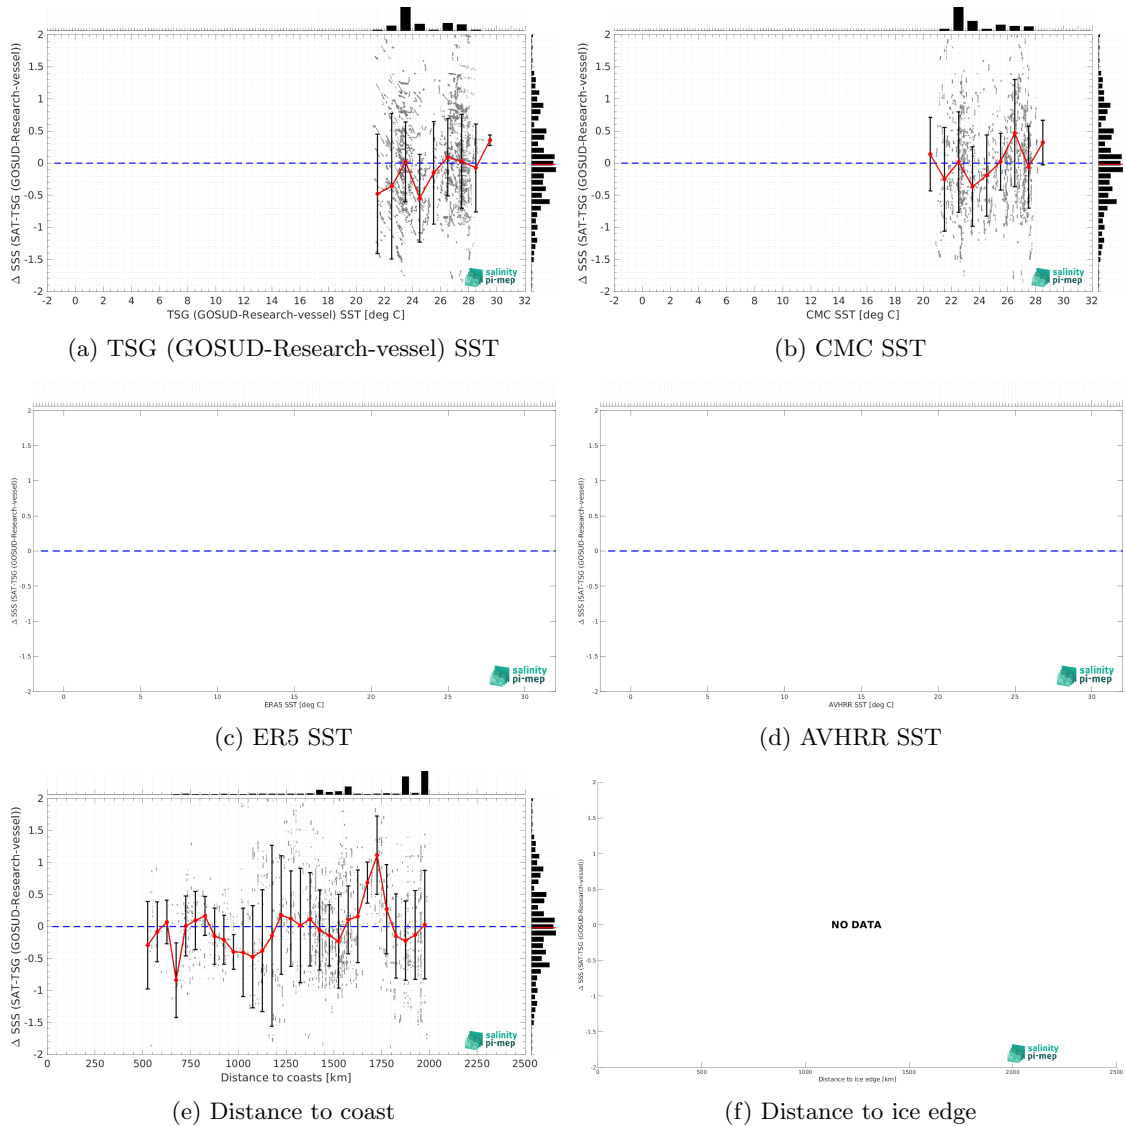 2
1.5
1
0.5
0
-0.5
-1
-1.5
-2
Δ SSS (SAT-TSG (GOSUD-Research-vessel))
-2 0 2 4 6 8 10 12 14 16 18 20 22 24 26 28 30 32
TSG (GOSUD-Research-vessel) SST [deg C]
salinity
pi-mep
(a) TSG (GOSUD-Research-vessel) SST
2
1.5
1
0.5
0
-0.5
-1
-1.5
-2
Δ SSS (SAT-TSG (GOSUD-Research-vessel))
-2 0 2 4 6 8 10 12 14 16 18 20 22 24 26 28 30 32
CMC SST [deg C]
salinity
pi-mep
(b) CMC SST
2
1.5
1
0.5
0
-0.5
-1
-1.5
-2
Δ SSS (SAT-TSG (GOSUD-Research-vessel))
0 5 10 15 20 25 30
ERA5 SST [deg C]
salinity
pi-mep
(c) ER5 SST
2
1.5
1
0.5
0
-0.5
-1
-1.5
-2
Δ SSS (SAT-TSG (GOSUD-Research-vessel))
0 5 10 15 20 25 30
AVHRR SST [deg C]
salinity
pi-mep
(d) AVHRR SST
2
1.5
1
0.5
0
-0.5
-1
-1.5
-2
Δ SSS (SAT-TSG (GOSUD-Research-vessel))
0 250 500 750 1000 1250 1500 1750 2000 2250 2500
Distance to coasts [km]
salinity
pi-mep
(e) Distance to coast
2
1.5
1
0.5
0
-0.5
-1
-1.5
-2
Δ SSS (SAT-TSG (GOSUD-Research-vessel))
NO DATA
0 500 1000 1500 2000 2500
Distance to ice edge [km]
salinity
pi-mep
(f) Distance to ice edge